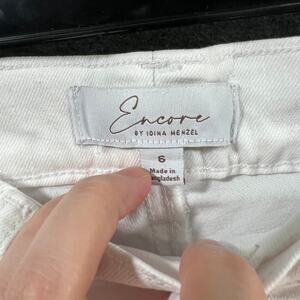 Encore
BY IDINA MENZEL
6
Made in
Bangladesh